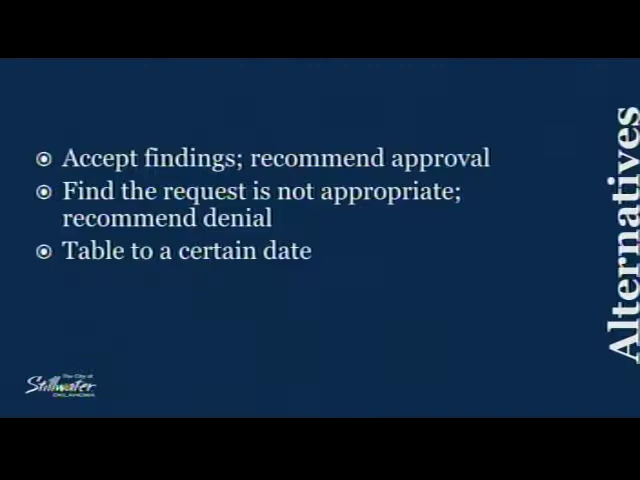 Accept findings; recommend approval
Find the request is not appropriate;
recommend denial
Table to a certain date
Alternatives
The City of
Stillwater
OKLAHOMA